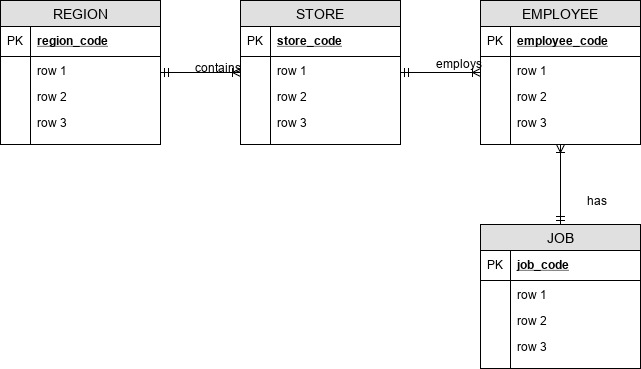 REGION
PK region_code
row 1
row 2
row 3
contains
STORE
PK store_code
row 1
row 2
row 3
employs
EMPLOYEE
PK employee_code
row 1
row 2
row 3
has
JOB
PK job_code
row 1
row 2
row 3